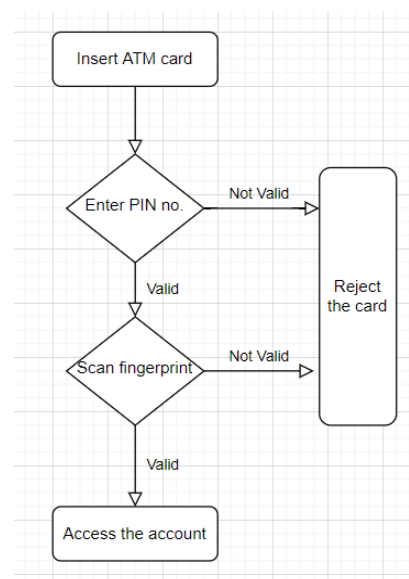 Insert ATM card
Enter PIN no.
Not Valid
Valid
Reject
the card
Scan fingerprint
Not Valid
Valid
Access the account